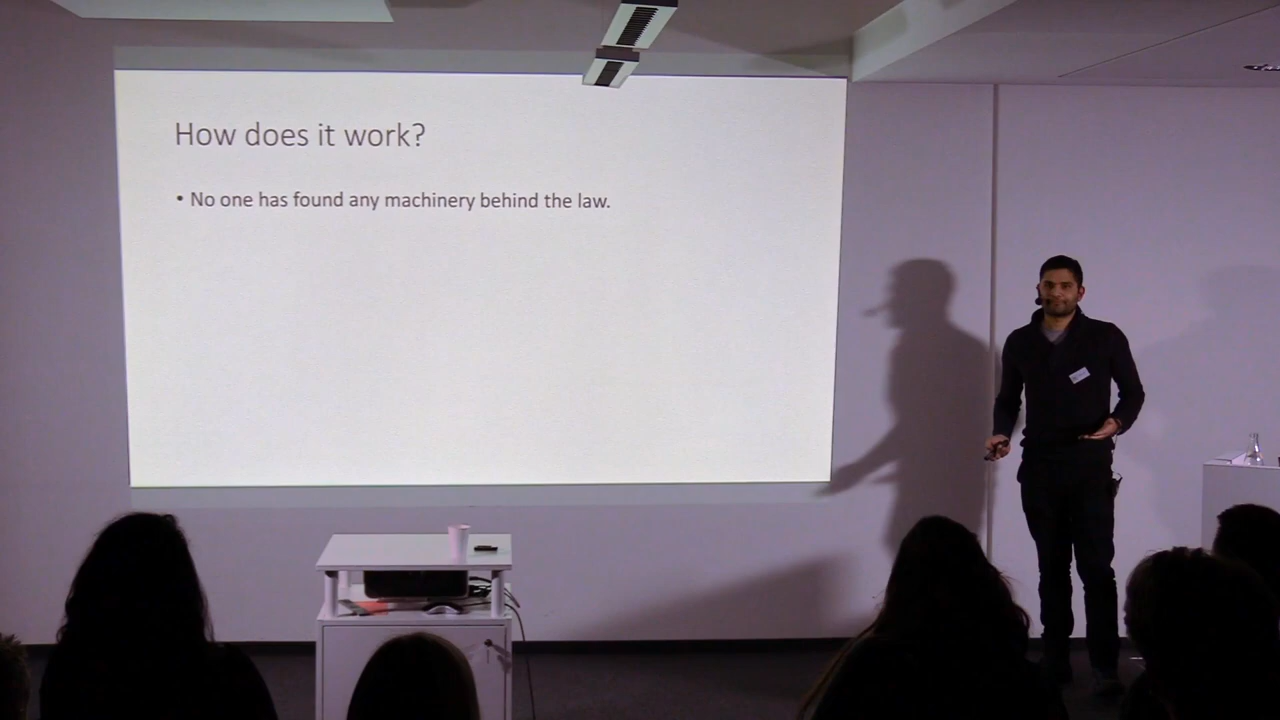 How does it work?
• No one has found any machinery behind the law.